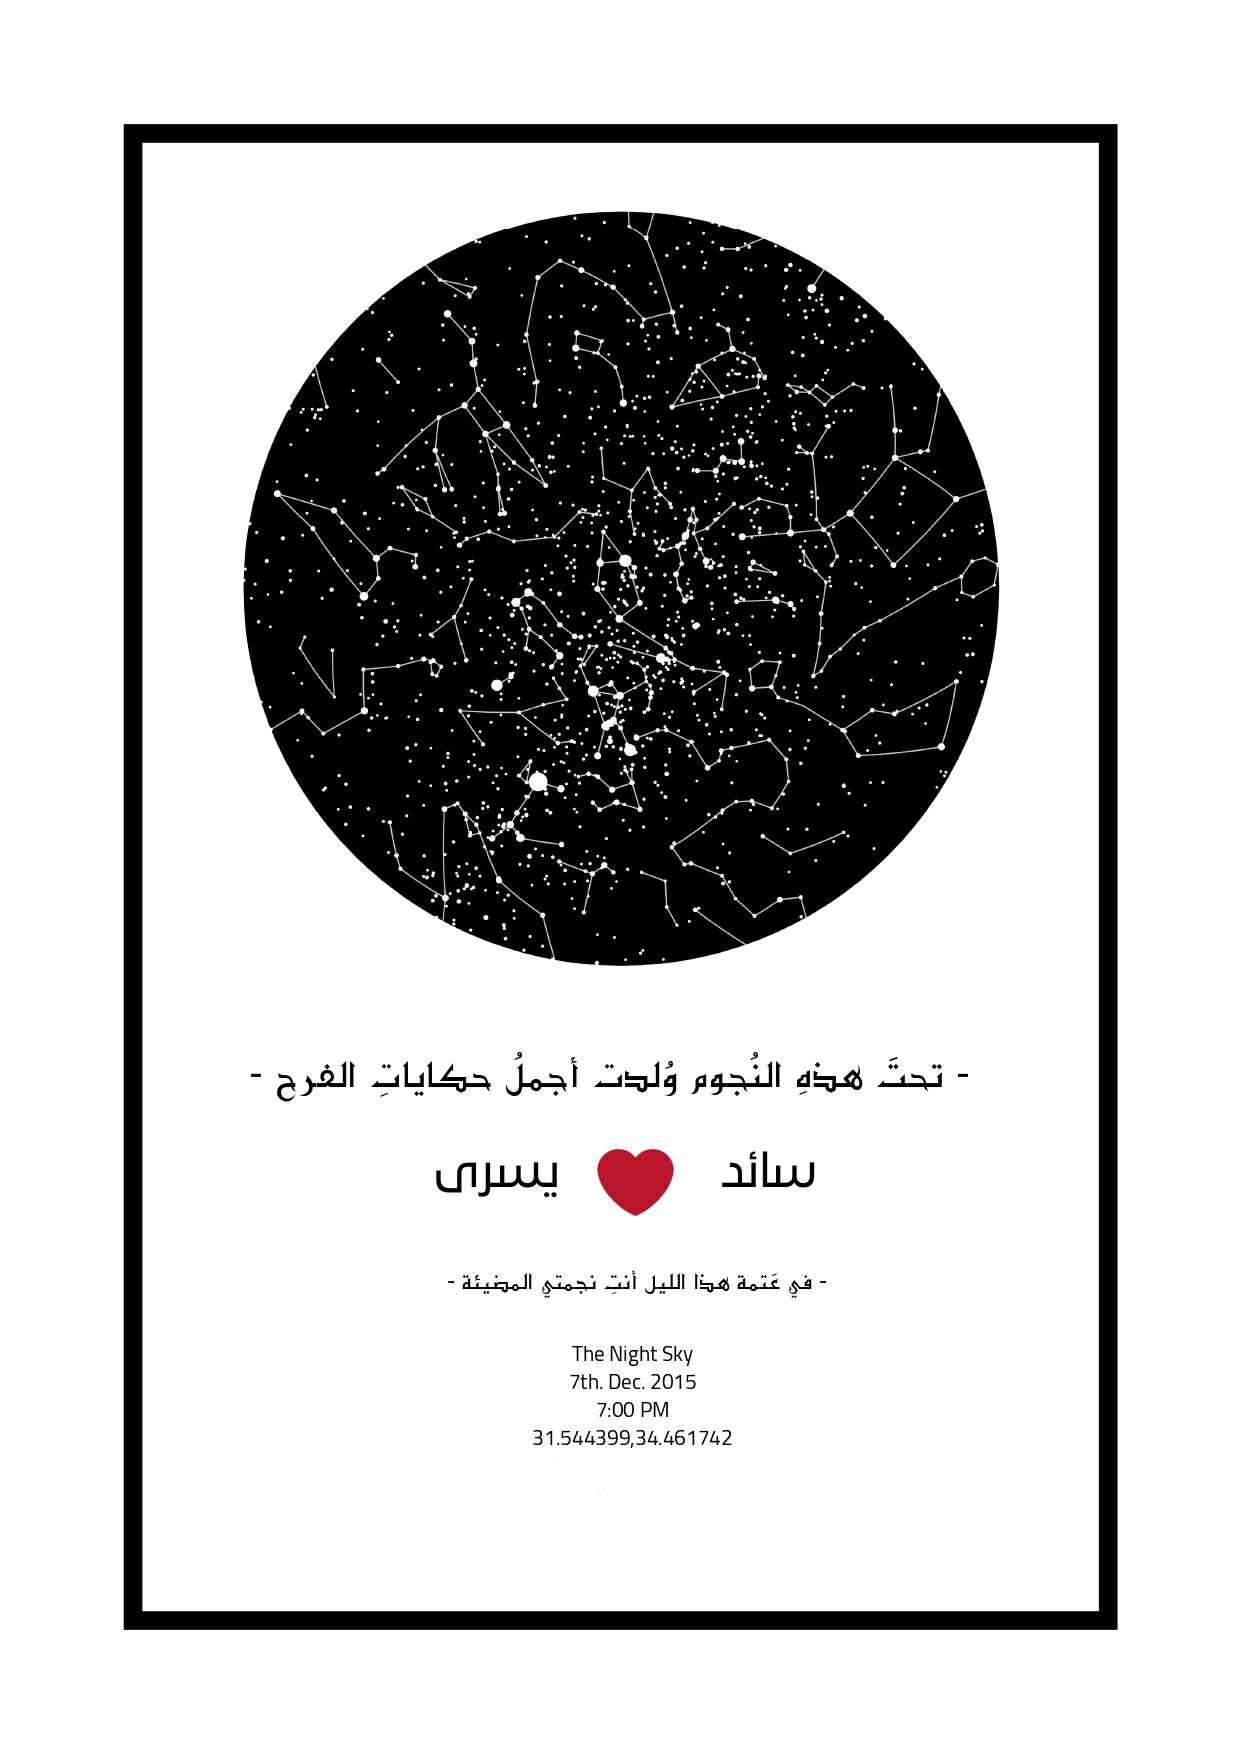 - تحتَ هذهِ النُجوم وُلدت أجملُ حكاياتِ الفرح -
سائد يسرى
- في عَتمة هذا الليل أنتِ نجمتي المضيئة -
The Night Sky
7th. Dec. 2015
7:00 PM
31.544399,34.461742